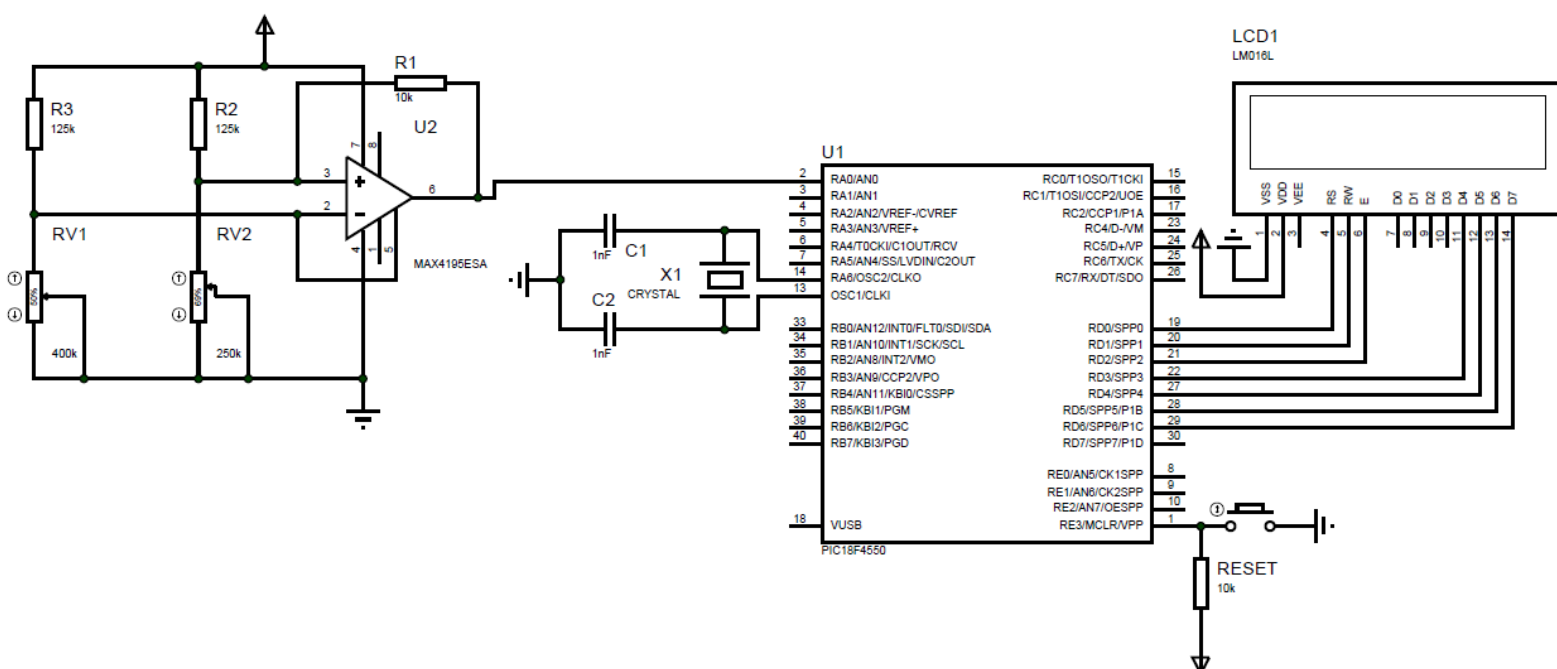 LCD1
LM016L
VSS
VDD
VEE
RS
RW
E
D0
D1
D2
D3
D4
D5
D6
D7
1
2
3
4
5
6
7
8
9
10
11
12
13
14
R3
125k
R2
125k
R1
10k
U2
3
2
7
8
6
4
1
5
+
−
MAX4195ESA
RV1
50%
400k
RV2
69%
250k
C1
1nF
C2
1nF
X1
CRYSTAL
U1
2 RA0/AN0
3 RA1/AN1
4 RA2/AN2/VREF-/CVREF
5 RA3/AN3/VREF+
6 RA4/T0CKI/C1OUT/RCV
7 RA5/AN4/SS/LVDIN/C2OUT
14 RA6/OSC2/CLKO
13 OSC1/CLKI
33 RB0/AN12/INT0/FLT0/SDI/SDA
34 RB1/AN10/INT1/SCK/SCL
35 RB2/AN8/INT2/VMO
36 RB3/AN9/CCP2/VPO
37 RB4/AN11/KBI0/CSSPP
38 RB5/KBI1/PGM
39 RB6/KBI2/PGC
40 RB7/KBI3/PGD
18 VUSB
RC0/T1OSO/T1CKI 15
RC1/T1OSI/CCP2/UOE 16
RC2/CCP1/P1A 17
RC4/D-/VM 23
RC5/D+/VP 24
RC6/TX/CK 25
RC7/RX/DT/SDO 26
RD0/SPP0 19
RD1/SPP1 20
RD2/SPP2 21
RD3/SPP3 22
RD4/SPP4 27
RD5/SPP5/P1B 28
RD6/SPP6/P1C 29
RD7/SPP7/P1D 30
RE0/AN5/CK1SPP 8
RE1/AN6/CK2SPP 9
RE2/AN7/OESPP 10
RE3/MCLR/VPP 1
PIC18F4550
RESET
10k